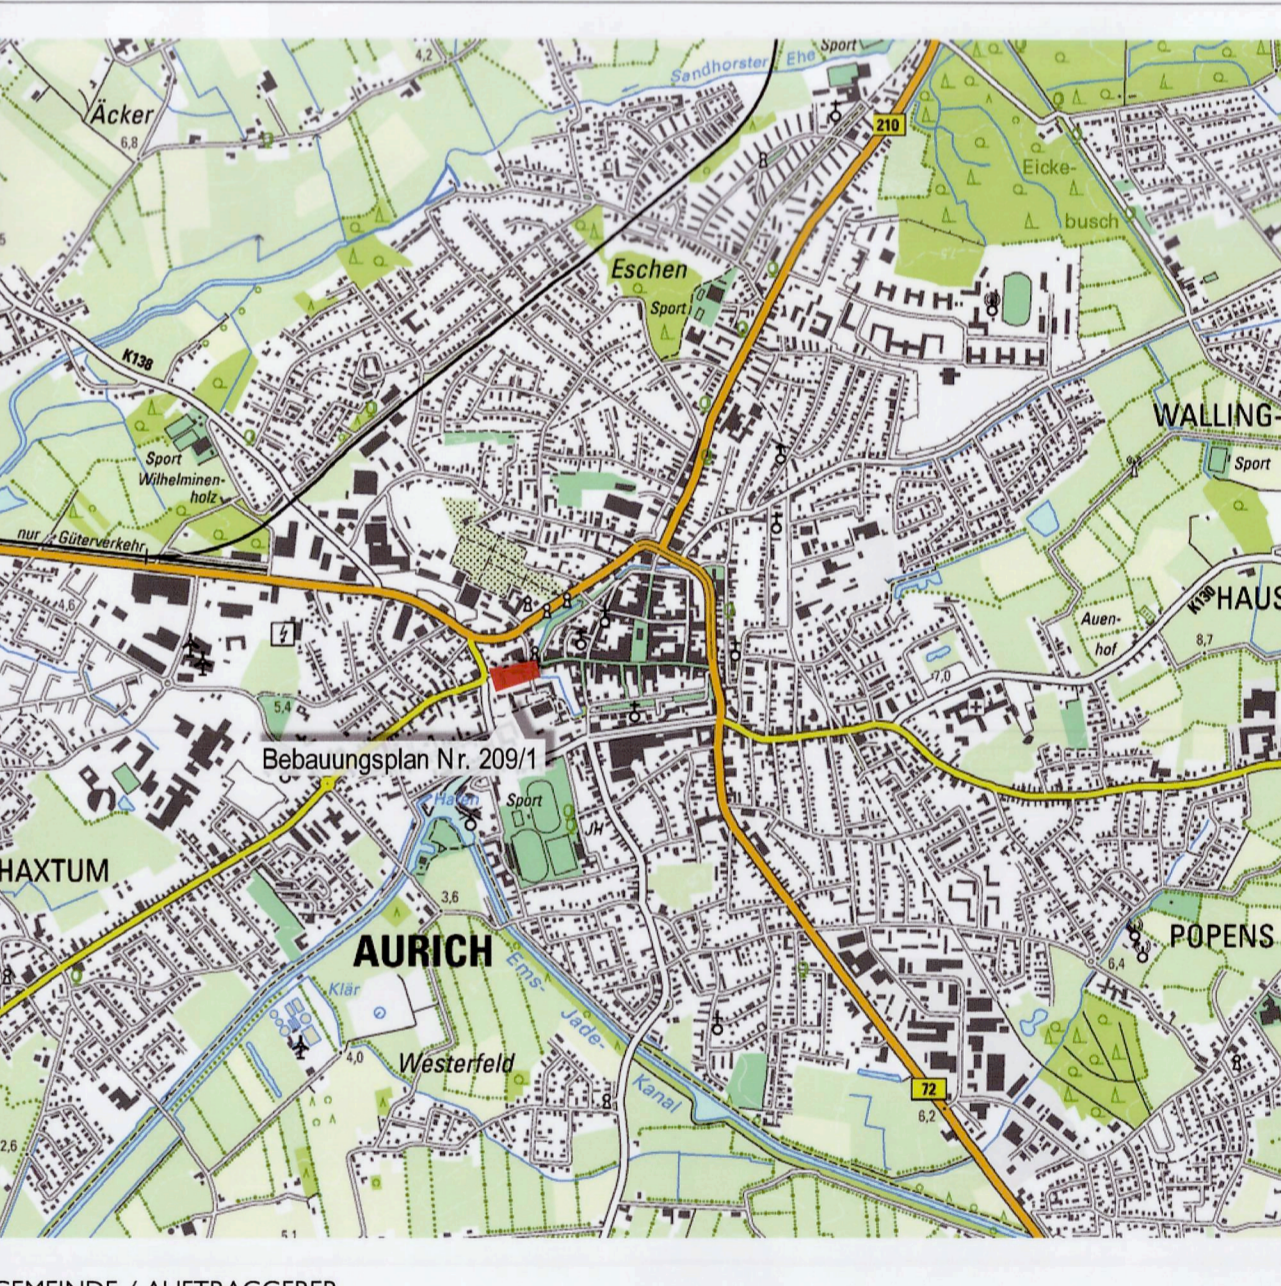 4,2
Sport
Sandhorster Ehe
Äcker
6,8
210
Eicke-
busch
5
Eschen
Sport
K138
WALLING-
Sport
Wilhelminen-
holz
Sport
nur Güterverkehr
4,6
K130
HAUS
Auen-
hof
8,7
7,0
5,4
Bebauungsplan Nr. 209/1
Hafen
Sport
JH
HAXTUM
3,6
AURICH
POPENS
6,4
Ems-
Jade-
Kanal
Klär
4,0
Westerfeld
72
6,2
2,6
5,1
GEMEINDE / AUFTRAGGEBER